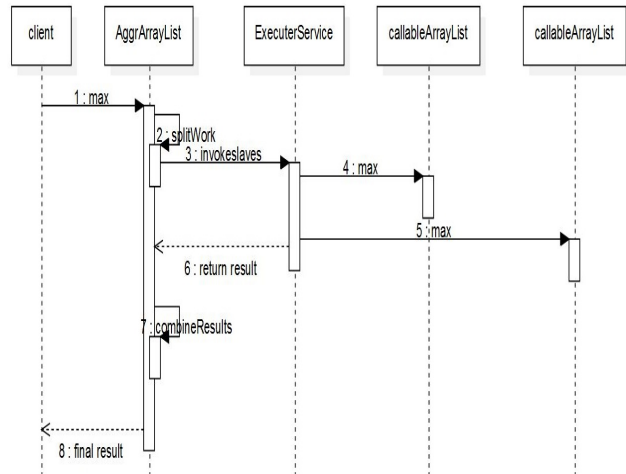 client
AggrArrayList
ExecuterService
callableArrayList
callableArrayList
1 : max
2 : splitWork
3 : invokeslaves
4 : max
5 : max
6 : return result
7 : combineResults
8 : final result